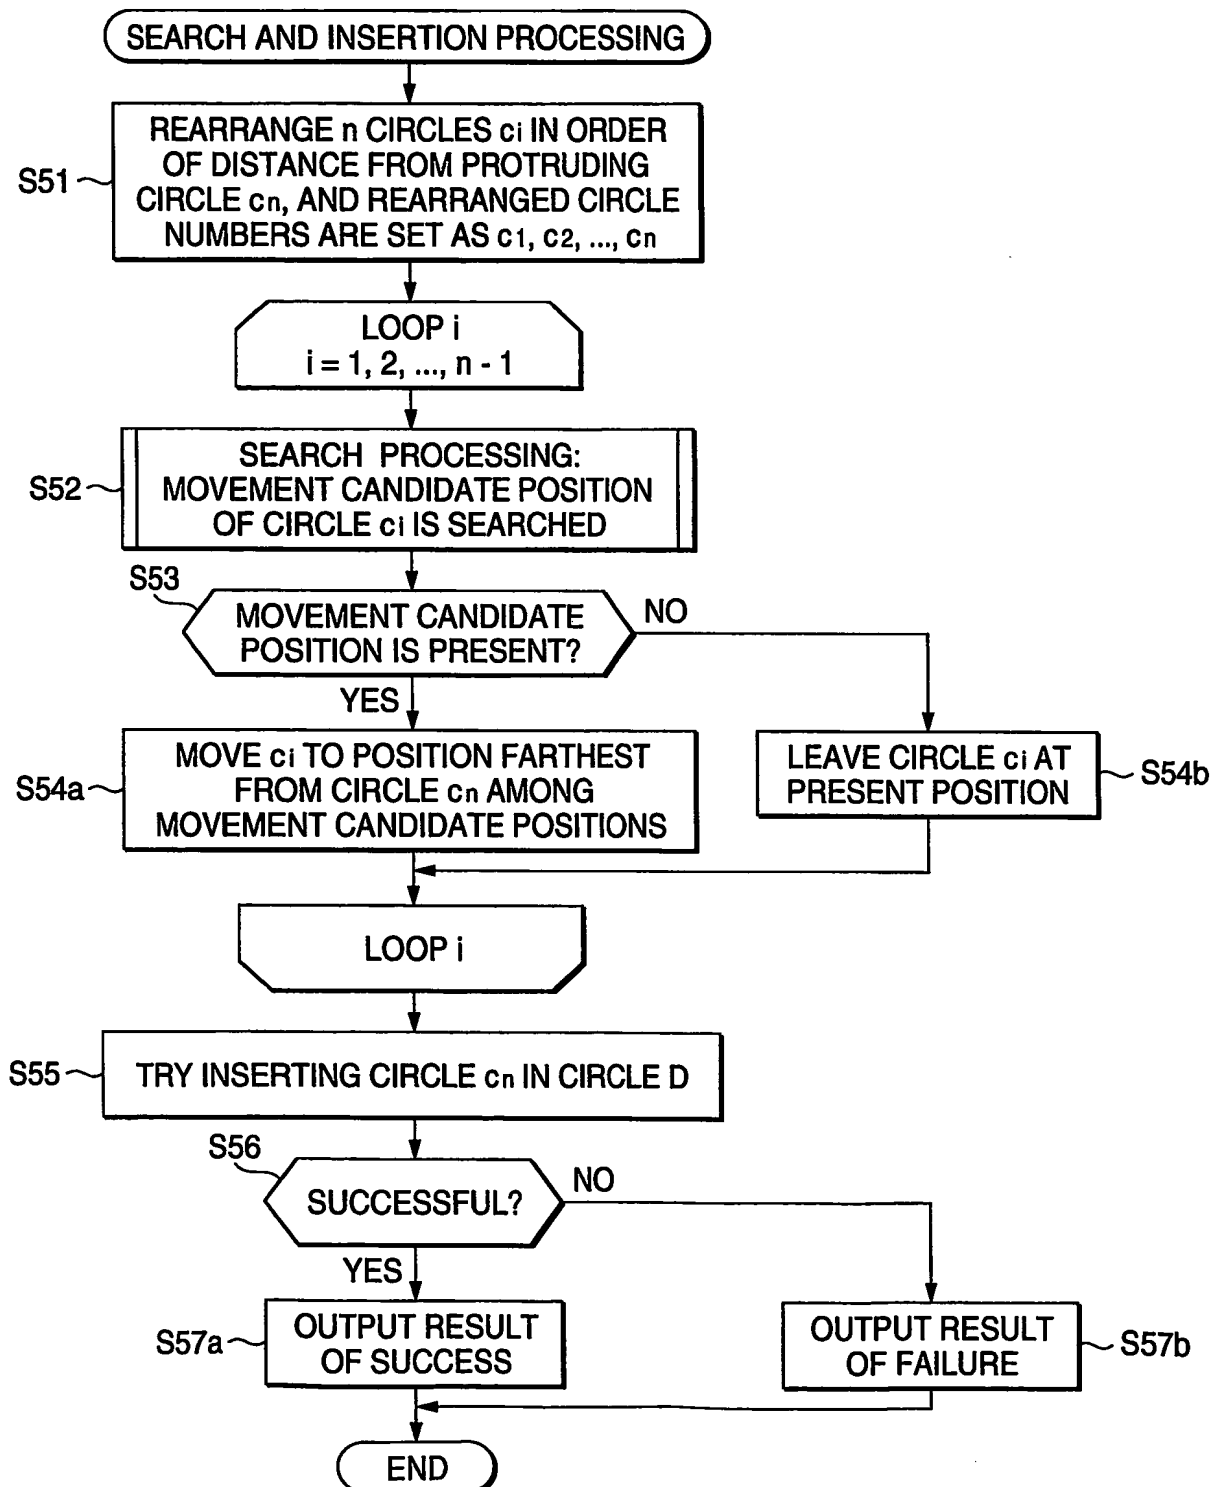 SEARCH AND INSERTION PROCESSING
S51
REARRANGE n CIRCLES ci IN ORDER
OF DISTANCE FROM PROTRUDING
CIRCLE cn, AND REARRANGED CIRCLE
NUMBERS ARE SET AS c1, c2, ..., cn
LOOP i
i = 1, 2, ..., n - 1
S52
SEARCH PROCESSING:
MOVEMENT CANDIDATE POSITION
OF CIRCLE ci IS SEARCHED
S53
MOVEMENT CANDIDATE
POSITION IS PRESENT?
NO
YES
S54a
MOVE ci TO POSITION FARTHEST
FROM CIRCLE cn AMONG
MOVEMENT CANDIDATE POSITIONS
LEAVE CIRCLE ci AT
PRESENT POSITION
S54b
LOOP i
S55
TRY INSERTING CIRCLE cn IN CIRCLE D
S56
SUCCESSFUL?
NO
YES
S57a
OUTPUT RESULT
OF SUCCESS
OUTPUT RESULT
OF FAILURE
S57b
END